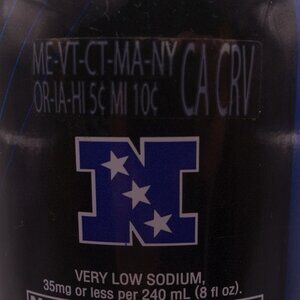 ME-VT-CT-MA-NY CA CRV
OR-IA-HI 5¢ MI 10¢
N
VERY LOW SODIUM,
35mg or less per 240 mL (8 fl oz).